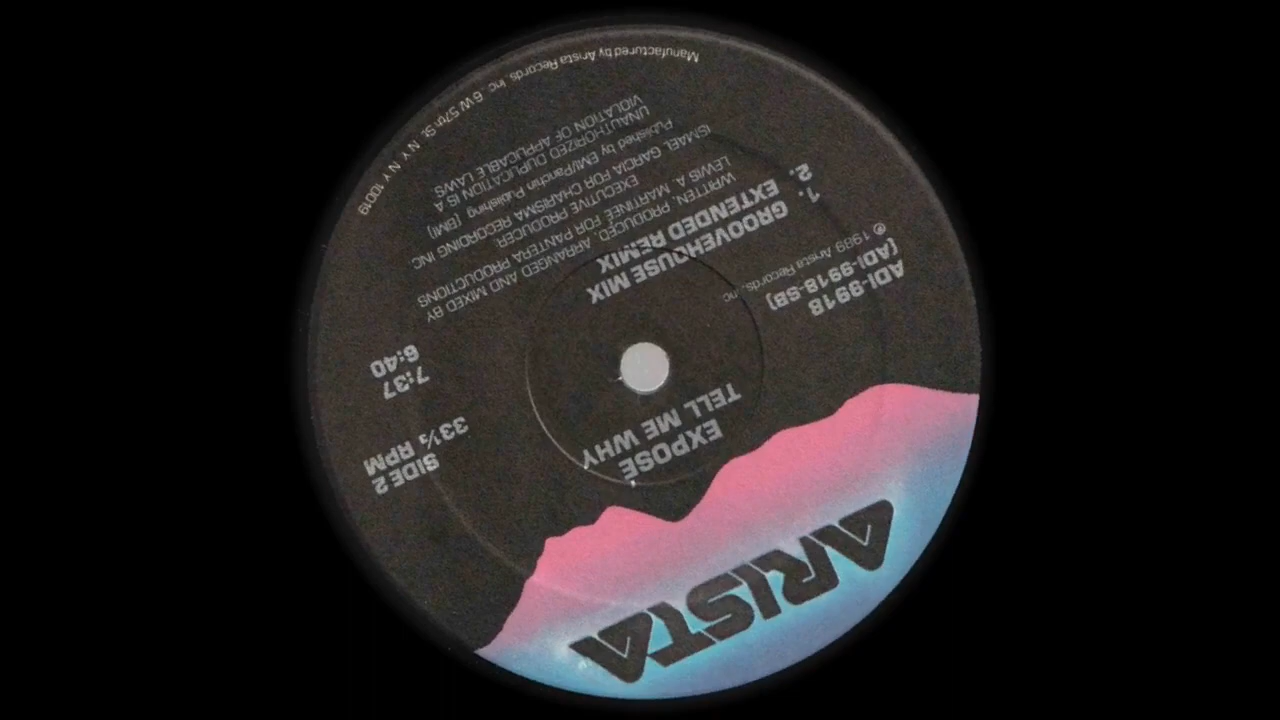 ARISTA
EXPOSE
TELL ME WHY
SIDE 2
33⅓ RPM
ADI-9918
(ADI-9918-SB)
℗ 1989 Arista Records, Inc
1. GROOVEHOUSE MIX 7:37
2. EXTENDED REMIX 6:40
WRITTEN, PRODUCED, ARRANGED AND MIXED BY
LEWIS A. MARTINEÉ FOR PANTERA PRODUCTIONS
EXECUTIVE PRODUCER:
ISMAEL GARCIA FOR CHARISMA RECORDING INC
Published by EMI/Panchin Publishing (BMI)
UNAUTHORIZED DUPLICATION IS A
VIOLATION OF APPLICABLE LAWS
Manufactured by Arista Records, Inc. 6 W 57th St. N Y N Y 10019